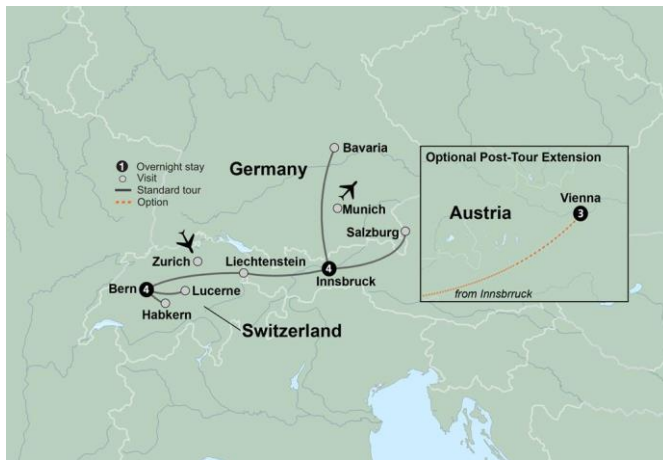 Bavaria
Germany
1 Overnight stay
Visit
Standard tour
Option
Munich
Salzburg
Zurich
Liechtenstein
4
Innsbruck
Bern
4
Lucerne
Habkern
Switzerland
Optional Post-Tour Extension
Vienna
3
Austria
from Innsbrruck